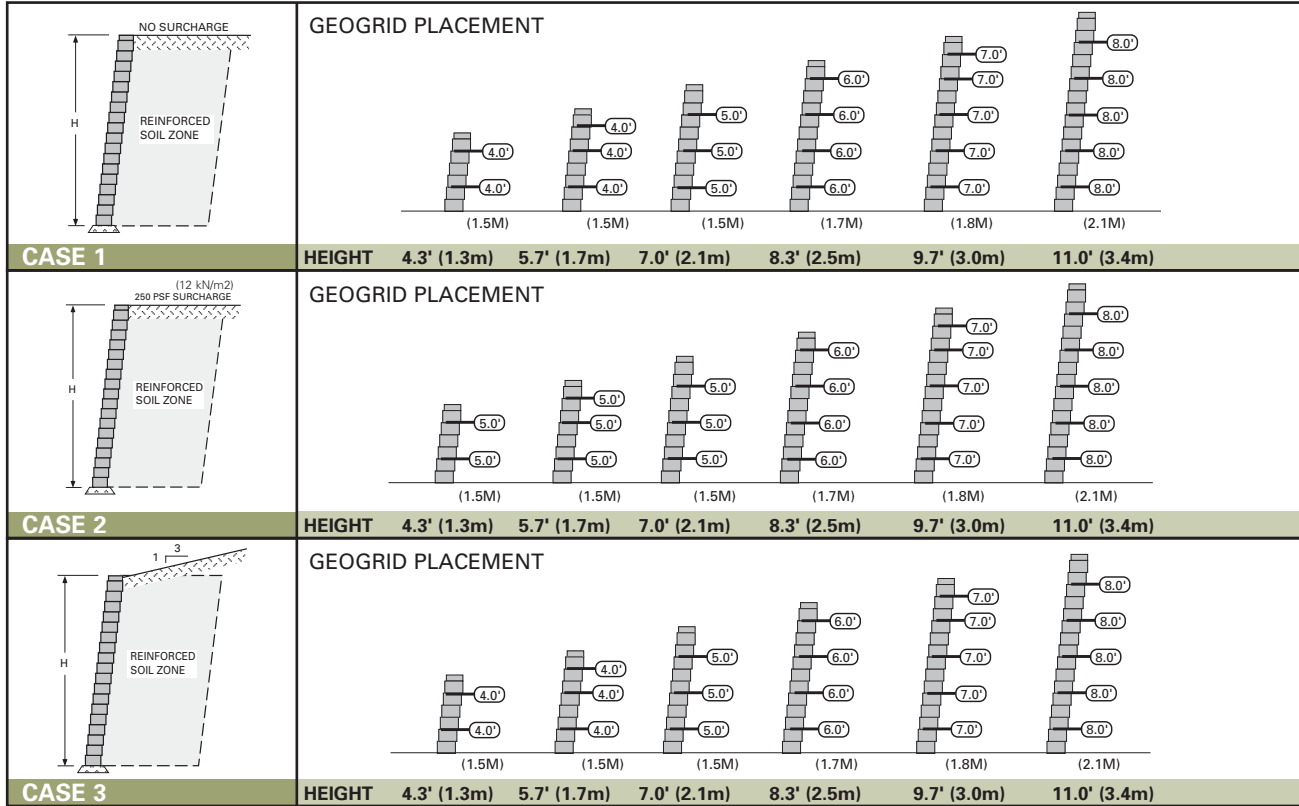 NO SURCHARGE
H
REINFORCED
SOIL ZONE
CASE 1
GEOGRID PLACEMENT
4.0'
4.0'
4.0'
4.0'
4.0'
5.0'
5.0'
5.0'
6.0'
6.0'
6.0'
6.0'
7.0'
7.0'
7.0'
7.0'
7.0'
8.0'
8.0'
8.0'
8.0'
8.0'
(1.5M) (1.5M) (1.5M) (1.7M) (1.8M) (2.1M)
HEIGHT 4.3' (1.3m) 5.7' (1.7m) 7.0' (2.1m) 8.3' (2.5m) 9.7' (3.0m) 11.0' (3.4m)
(12 kN/m2)
250 PSF SURCHARGE
H
REINFORCED
SOIL ZONE
CASE 2
GEOGRID PLACEMENT
5.0'
5.0'
5.0'
5.0'
5.0'
5.0'
5.0'
5.0'
6.0'
6.0'
6.0'
6.0'
7.0'
7.0'
7.0'
7.0'
7.0'
8.0'
8.0'
8.0'
8.0'
8.0'
(1.5M) (1.5M) (1.5M) (1.7M) (1.8M) (2.1M)
HEIGHT 4.3' (1.3m) 5.7' (1.7m) 7.0' (2.1m) 8.3' (2.5m) 9.7' (3.0m) 11.0' (3.4m)
3
1
H
REINFORCED
SOIL ZONE
CASE 3
GEOGRID PLACEMENT
4.0'
4.0'
4.0'
4.0'
4.0'
5.0'
5.0'
5.0'
6.0'
6.0'
6.0'
6.0'
7.0'
7.0'
7.0'
7.0'
7.0'
8.0'
8.0'
8.0'
8.0'
8.0'
(1.5M) (1.5M) (1.5M) (1.7M) (1.8M) (2.1M)
HEIGHT 4.3' (1.3m) 5.7' (1.7m) 7.0' (2.1m) 8.3' (2.5m) 9.7' (3.0m) 11.0' (3.4m)